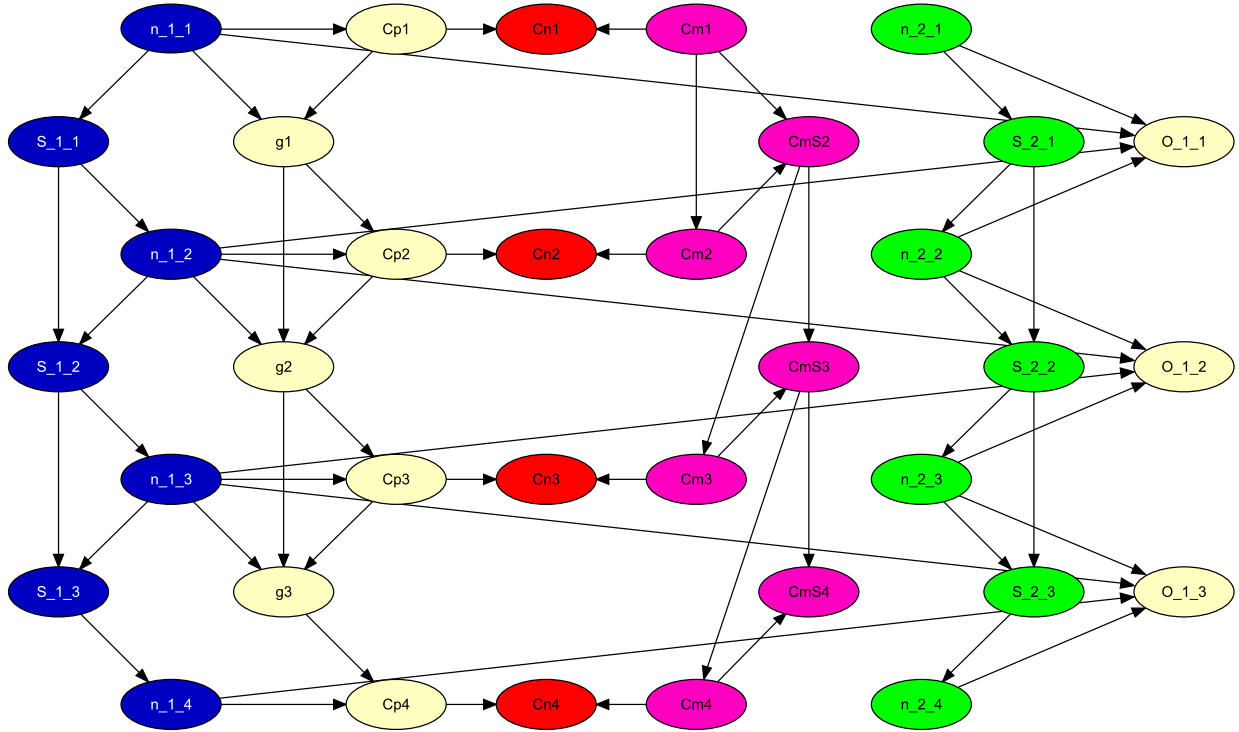 n_1_1 Cp1 Cn1 Cm1 n_2_1
S_1_1 g1 CmS2 S_2_1 O_1_1
n_1_2 Cp2 Cn2 Cm2 n_2_2
S_1_2 g2 CmS3 S_2_2 O_1_2
n_1_3 Cp3 Cn3 Cm3 n_2_3
S_1_3 g3 CmS4 S_2_3 O_1_3
n_1_4 Cp4 Cn4 Cm4 n_2_4